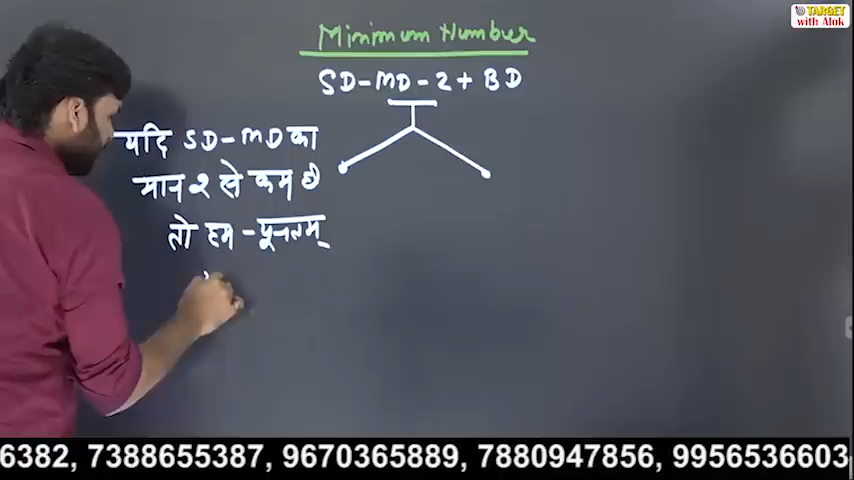 TARGET
with Alok
Minimum Number
SD-MD-2+BD
यदि SD-MD का
मान 2 से कम है
तो हम न्यूनतम्
6382, 7388655387, 9670365889, 7880947856, 9956536603